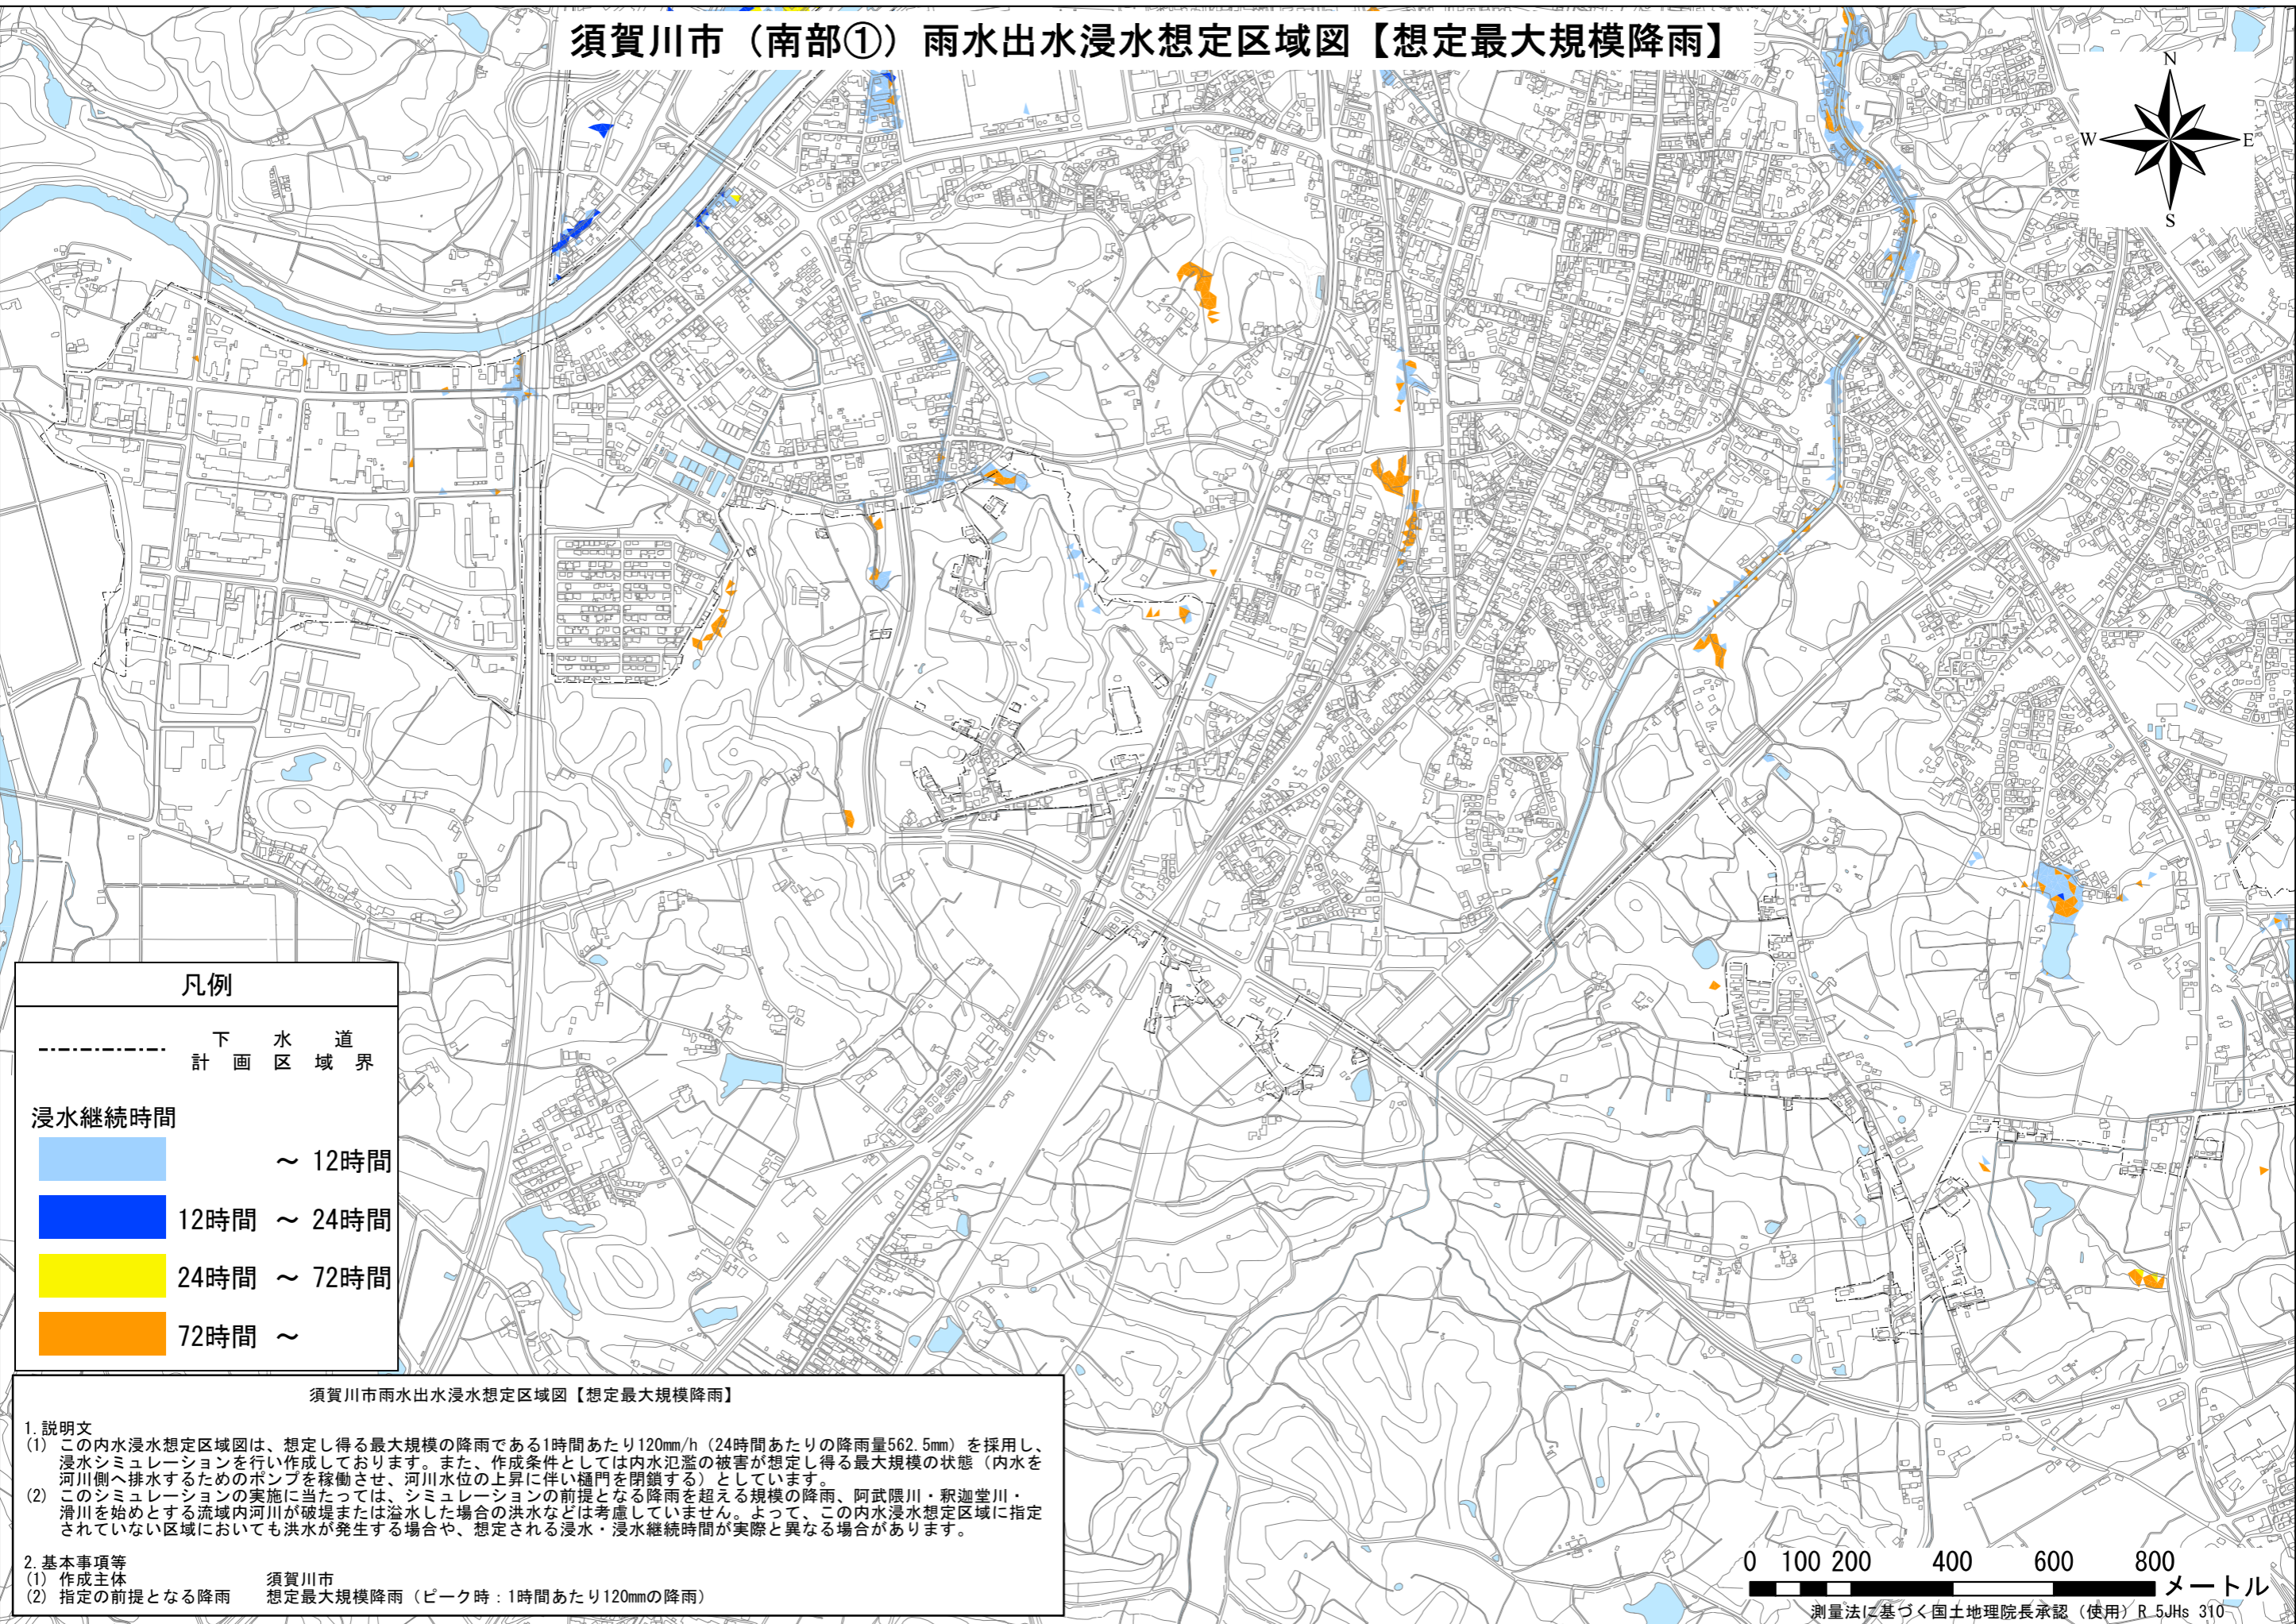 須賀川市（南部①）雨水出水浸水想定区域図【想定最大規模降雨】
N
W
E
S
凡例
下水道
計画区域界
浸水継続時間
～ 12時間
12時間 ～ 24時間
24時間 ～ 72時間
72時間 ～
須賀川市雨水出水浸水想定区域図【想定最大規模降雨】
1.説明文
(1) この内水浸水想定区域図は、想定し得る最大規模の降雨である1時間あたり120mm/h（24時間あたりの降雨量562.5mm）を採用し、
浸水シミュレーションを行い作成しております。また、作成条件としては内水氾濫の被害が想定し得る最大規模の状態（内水を
河川側へ排水するためのポンプを稼働させ、河川水位の上昇に伴い樋門を閉鎖する）としています。
(2) このシミュレーションの実施に当たっては、シミュレーションの前提となる降雨を超える規模の降雨、阿武隈川・釈迦堂川・
滑川を始めとする流域内河川が破堤または溢水した場合の洪水などは考慮していません。よって、この内水浸水想定区域に指定
されていない区域においても洪水が発生する場合や、想定される浸水・浸水継続時間が実際と異なる場合があります。
2.基本事項等
(1) 作成主体 須賀川市
(2) 指定の前提となる降雨 想定最大規模降雨（ピーク時：1時間あたり120mmの降雨）
0 100 200 400 600 800
メートル
測量法に基づく国土地理院長承認（使用）R 5JHs 310